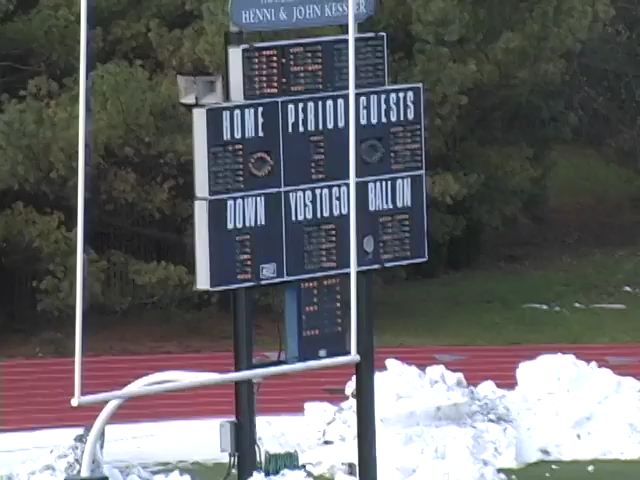 HENNI & JOHN KESSLER
HOME PERIOD GUESTS
DOWN YDS TO GO BALL ON